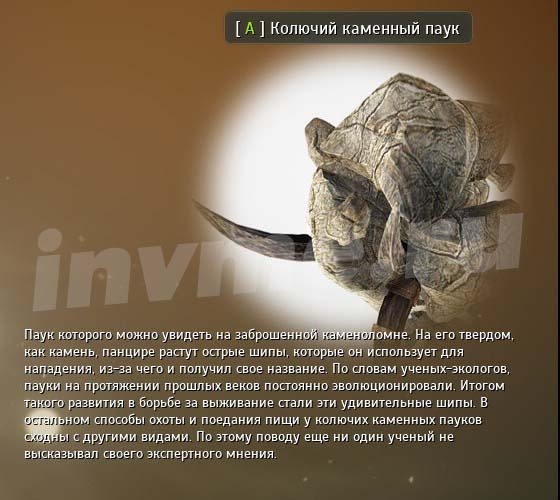 [ A ] Колючий каменный паук
invme.ru
Паук которого можно увидеть на заброшенной каменоломне. На его твердом,
как камень, панцире растут острые шипы, которые он использует для
нападения, из-за чего и получил свое название. По словам ученых-экологов,
пауки на протяжении прошлых веков постоянно эволюционировали. Итогом
такого развития в борьбе за выживание стали эти удивительные шипы. В
остальном способы охоты и поедания пищи у колючих каменных пауков
сходны с другими видами. По этому поводу еще ни один ученый не
высказывал своего экспертного мнения.